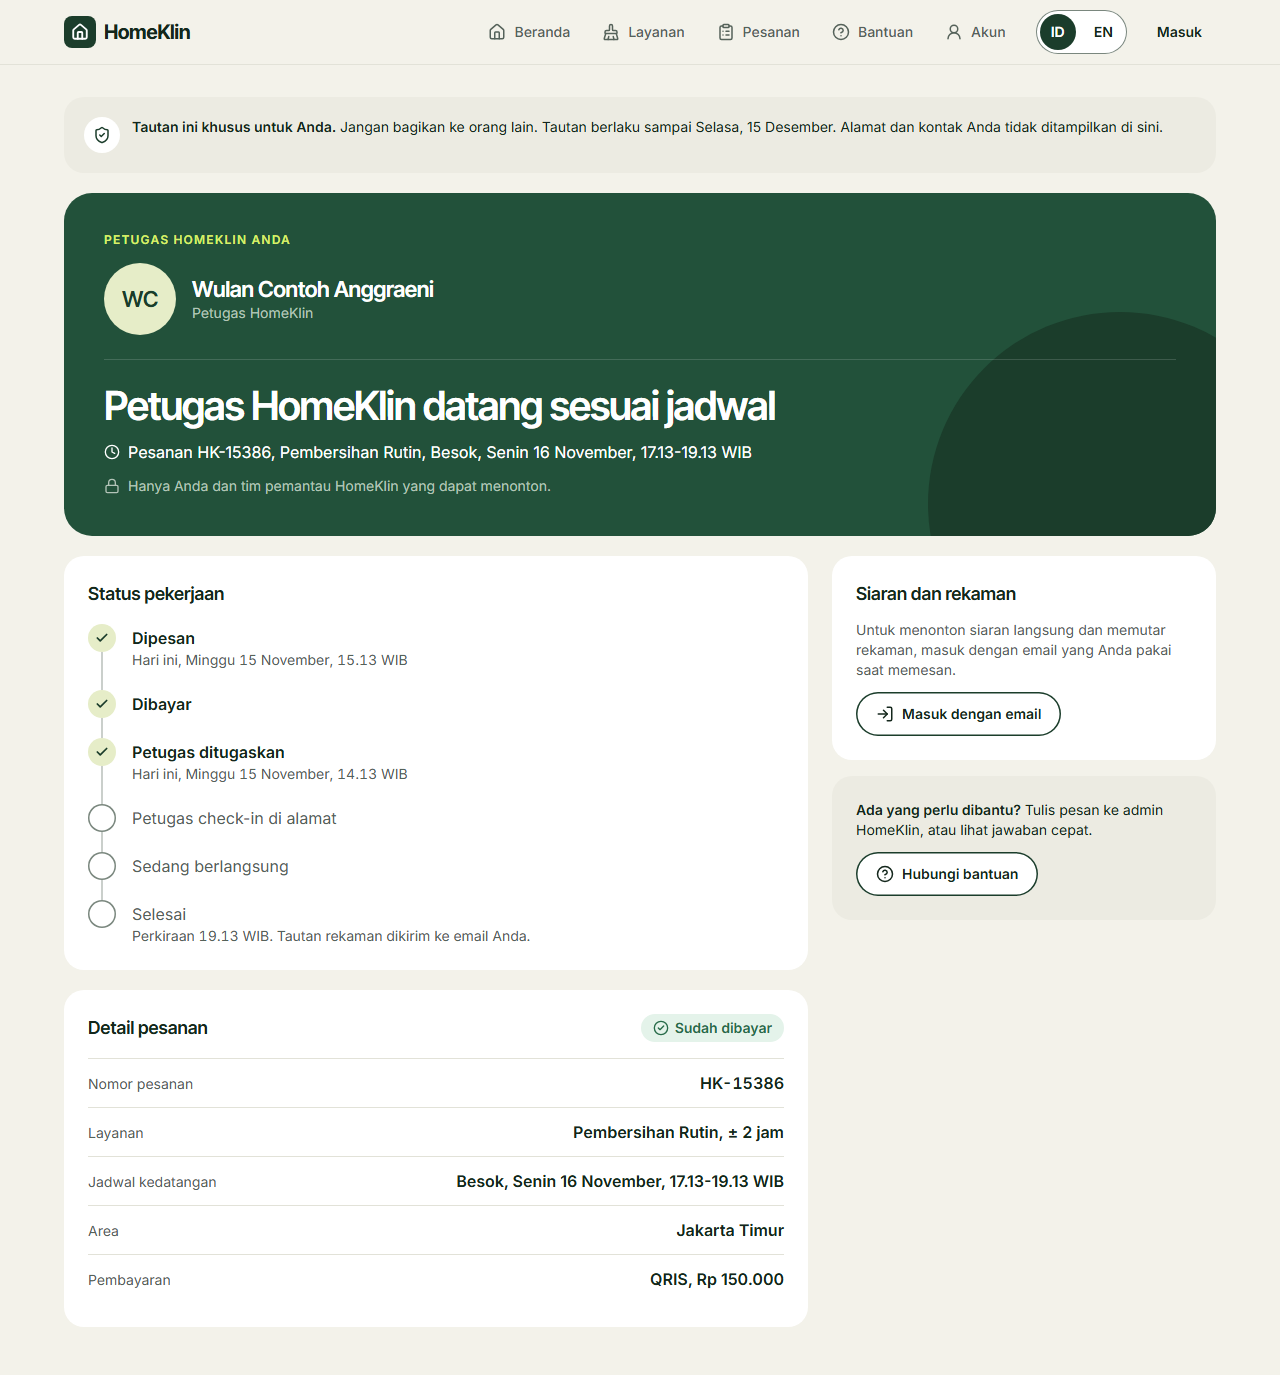 HomeKlin
Beranda
Layanan
Pesanan
Bantuan
Akun
ID
EN
Masuk
Tautan ini khusus untuk Anda. Jangan bagikan ke orang lain. Tautan berlaku sampai Selasa, 15 Desember. Alamat dan kontak Anda tidak ditampilkan di sini.
PETUGAS HOMEKLIN ANDA
WC
Wulan Contoh Anggraeni
Petugas HomeKlin
Petugas HomeKlin datang sesuai jadwal
Pesanan HK-15386, Pembersihan Rutin, Besok, Senin 16 November, 17.13-19.13 WIB
Hanya Anda dan tim pemantau HomeKlin yang dapat menonton.
Status pekerjaan
Dipesan
Hari ini, Minggu 15 November, 15.13 WIB
Dibayar
Petugas ditugaskan
Hari ini, Minggu 15 November, 14.13 WIB
Petugas check-in di alamat
Sedang berlangsung
Selesai
Perkiraan 19.13 WIB. Tautan rekaman dikirim ke email Anda.
Siaran dan rekaman
Untuk menonton siaran langsung dan memutar
rekaman, masuk dengan email yang Anda pakai
saat memesan.
Masuk dengan email
Ada yang perlu dibantu? Tulis pesan ke admin
HomeKlin, atau lihat jawaban cepat.
Hubungi bantuan
Detail pesanan
Sudah dibayar
Nomor pesanan
HK-15386
Layanan
Pembersihan Rutin, ± 2 jam
Jadwal kedatangan
Besok, Senin 16 November, 17.13-19.13 WIB
Area
Jakarta Timur
Pembayaran
QRIS, Rp 150.000